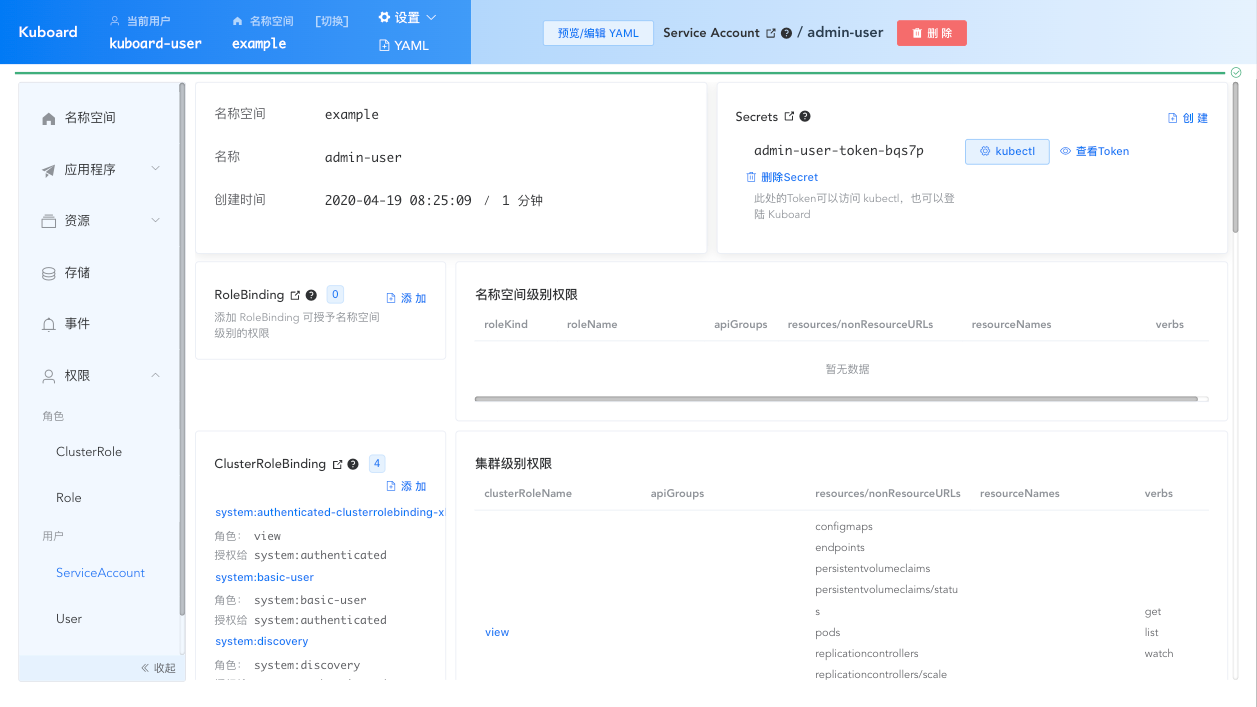 Kuboard
当前用户
kuboard-user
名称空间 [切换]
example
设置
YAML
预览/编辑 YAML
Service Account / admin-user
删 除
名称空间
应用程序
资源
存储
事件
权限
角色
ClusterRole
Role
用户
ServiceAccount
User
收起
名称空间 example
名称 admin-user
创建时间 2020-04-19 08:25:09 / 1 分钟
Secrets
创 建
admin-user-token-bqs7p kubectl 查看Token
删除Secret
此处的Token可以访问 kubectl，也可以登
陆 Kuboard
RoleBinding 0
添 加
添加 RoleBinding 可授予名称空间
级别的权限
名称空间级别权限
roleKind roleName apiGroups resources/nonResourceURLs resourceNames verbs
暂无数据
ClusterRoleBinding 4
添 加
system:authenticated-clusterrolebinding-x
角色： view
授权给 system:authenticated
system:basic-user
角色： system:basic-user
授权给 system:authenticated
system:discovery
角色： system:discovery
集群级别权限
clusterRoleName apiGroups resources/nonResourceURLs resourceNames verbs
view
configmaps
endpoints
persistentvolumeclaims
persistentvolumeclaims/statu
s
pods
replicationcontrollers
replicationcontrollers/scale
get
list
watch